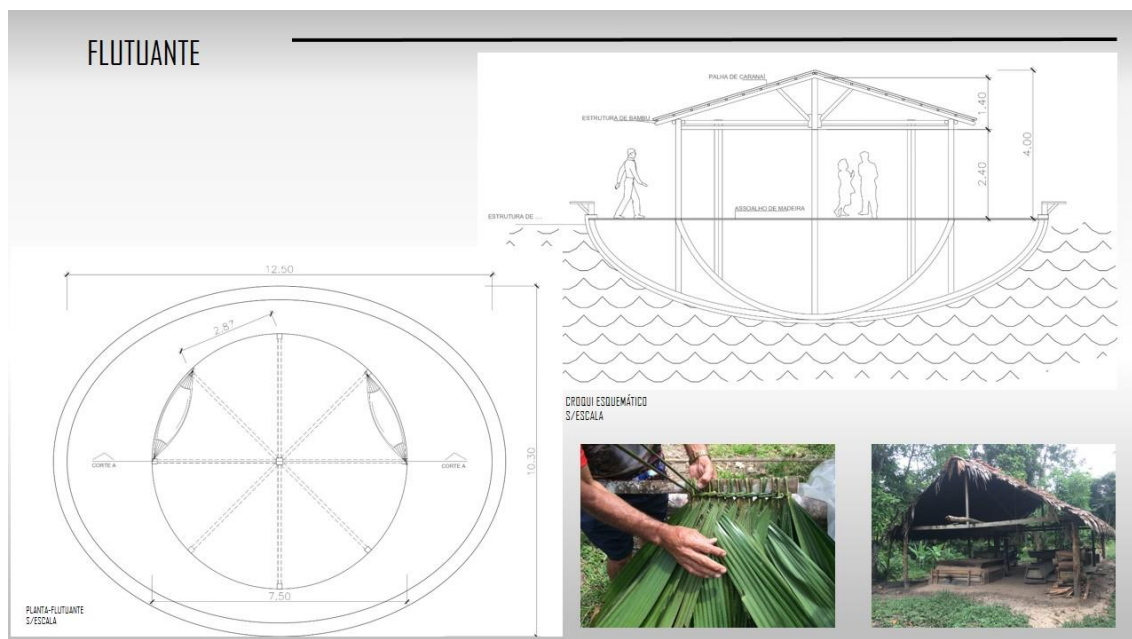 FLUTUANTE
PALHA DE CARANAÍ
ESTRUTURA DE BAMBU
1.40
4.00
2.40
ASSOALHO DE MADEIRA
ESTRUTURA DE ....
CROQUI ESQUEMÁTICO
S/ESCALA
12.50
2.87
10.30
CORTE A
CORTE A
7.50
PLANTA-FLUTUANTE
S/ESCALA